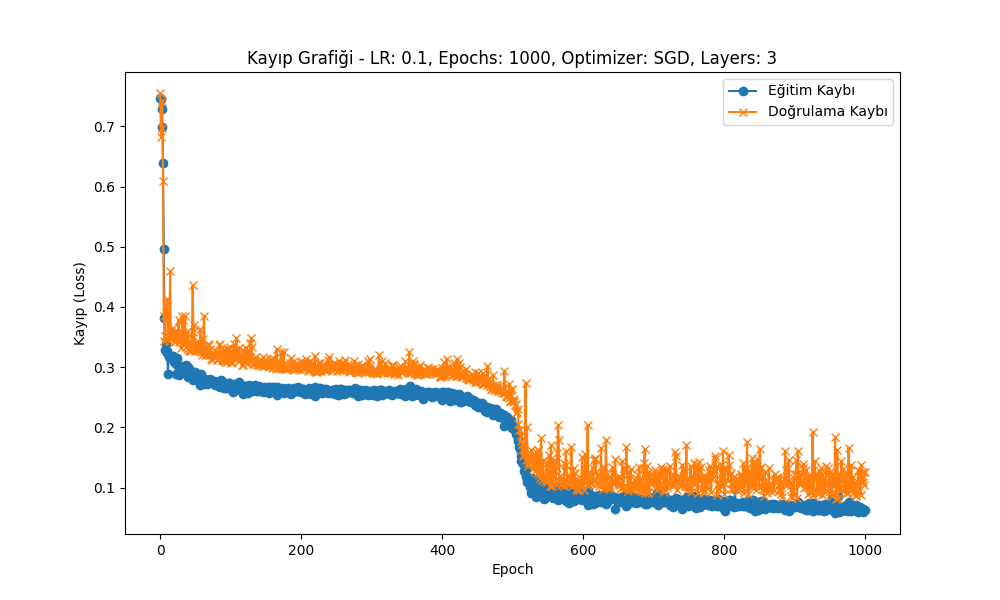 Kayıp Grafiği - LR: 0.1, Epochs: 1000, Optimizer: SGD, Layers: 3
Eğitim Kaybı
Doğrulama Kaybı
Kayıp (Loss)
0.7
0.6
0.5
0.4
0.3
0.2
0.1
0
200
400
600
800
1000
Epoch